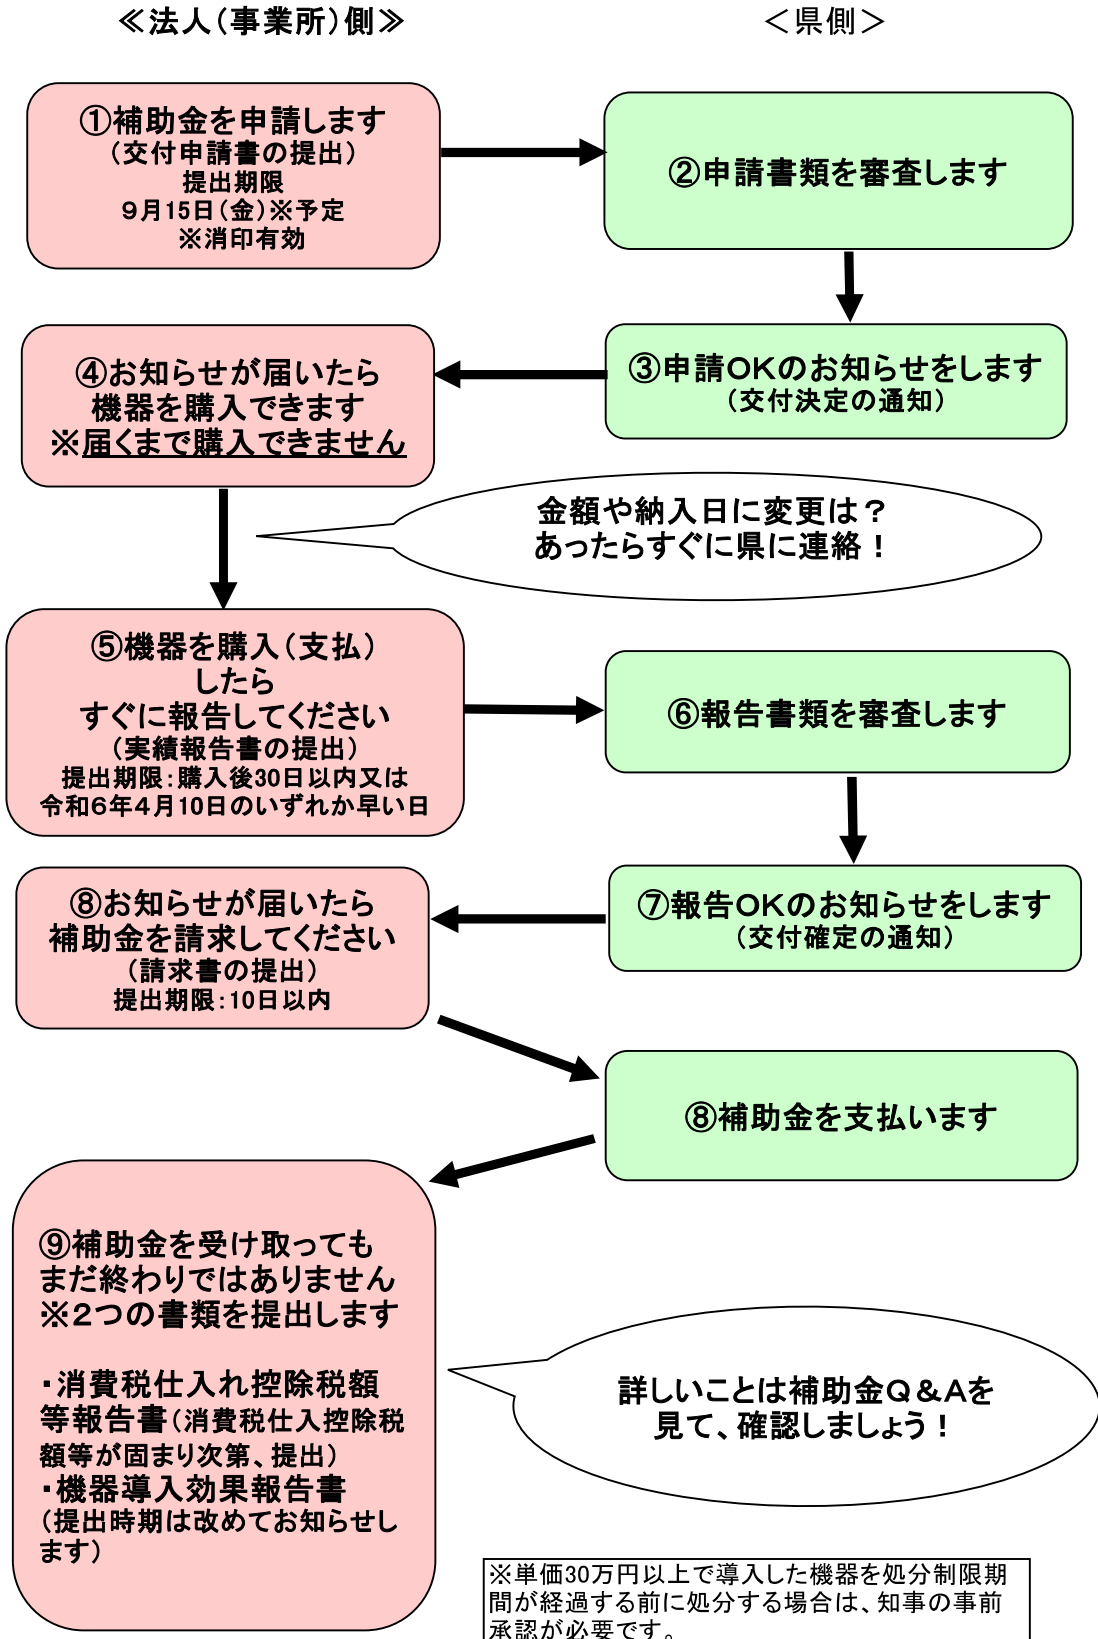 ≪法人（事業所）側≫
＜県側＞
①補助金を申請します
（交付申請書の提出）
提出期限
９月15日（金）※予定
※消印有効
②申請書類を審査します
③申請ＯＫのお知らせをします
（交付決定の通知）
④お知らせが届いたら
機器を購入できます
※届くまで購入できません
金額や納入日に変更は？
あったらすぐに県に連絡！
⑤機器を購入（支払）
したら
すぐに報告してください
（実績報告書の提出）
提出期限：購入後30日以内又は
令和６年４月10日のいずれか早い日
⑥報告書類を審査します
⑦報告ＯＫのお知らせをします
（交付確定の通知）
⑧お知らせが届いたら
補助金を請求してください
（請求書の提出）
提出期限：10日以内
⑧補助金を支払います
⑨補助金を受け取っても
まだ終わりではありません
※２つの書類を提出します
・消費税仕入れ控除税額
等報告書（消費税仕入控除税
額等が固まり次第、提出）
・機器導入効果報告書
（提出時期は改めてお知らせし
ます）
詳しいことは補助金Ｑ＆Ａを
見て、確認しましょう！
※単価30万円以上で導入した機器を処分制限期
間が経過する前に処分する場合は、知事の事前
承認が必要です。